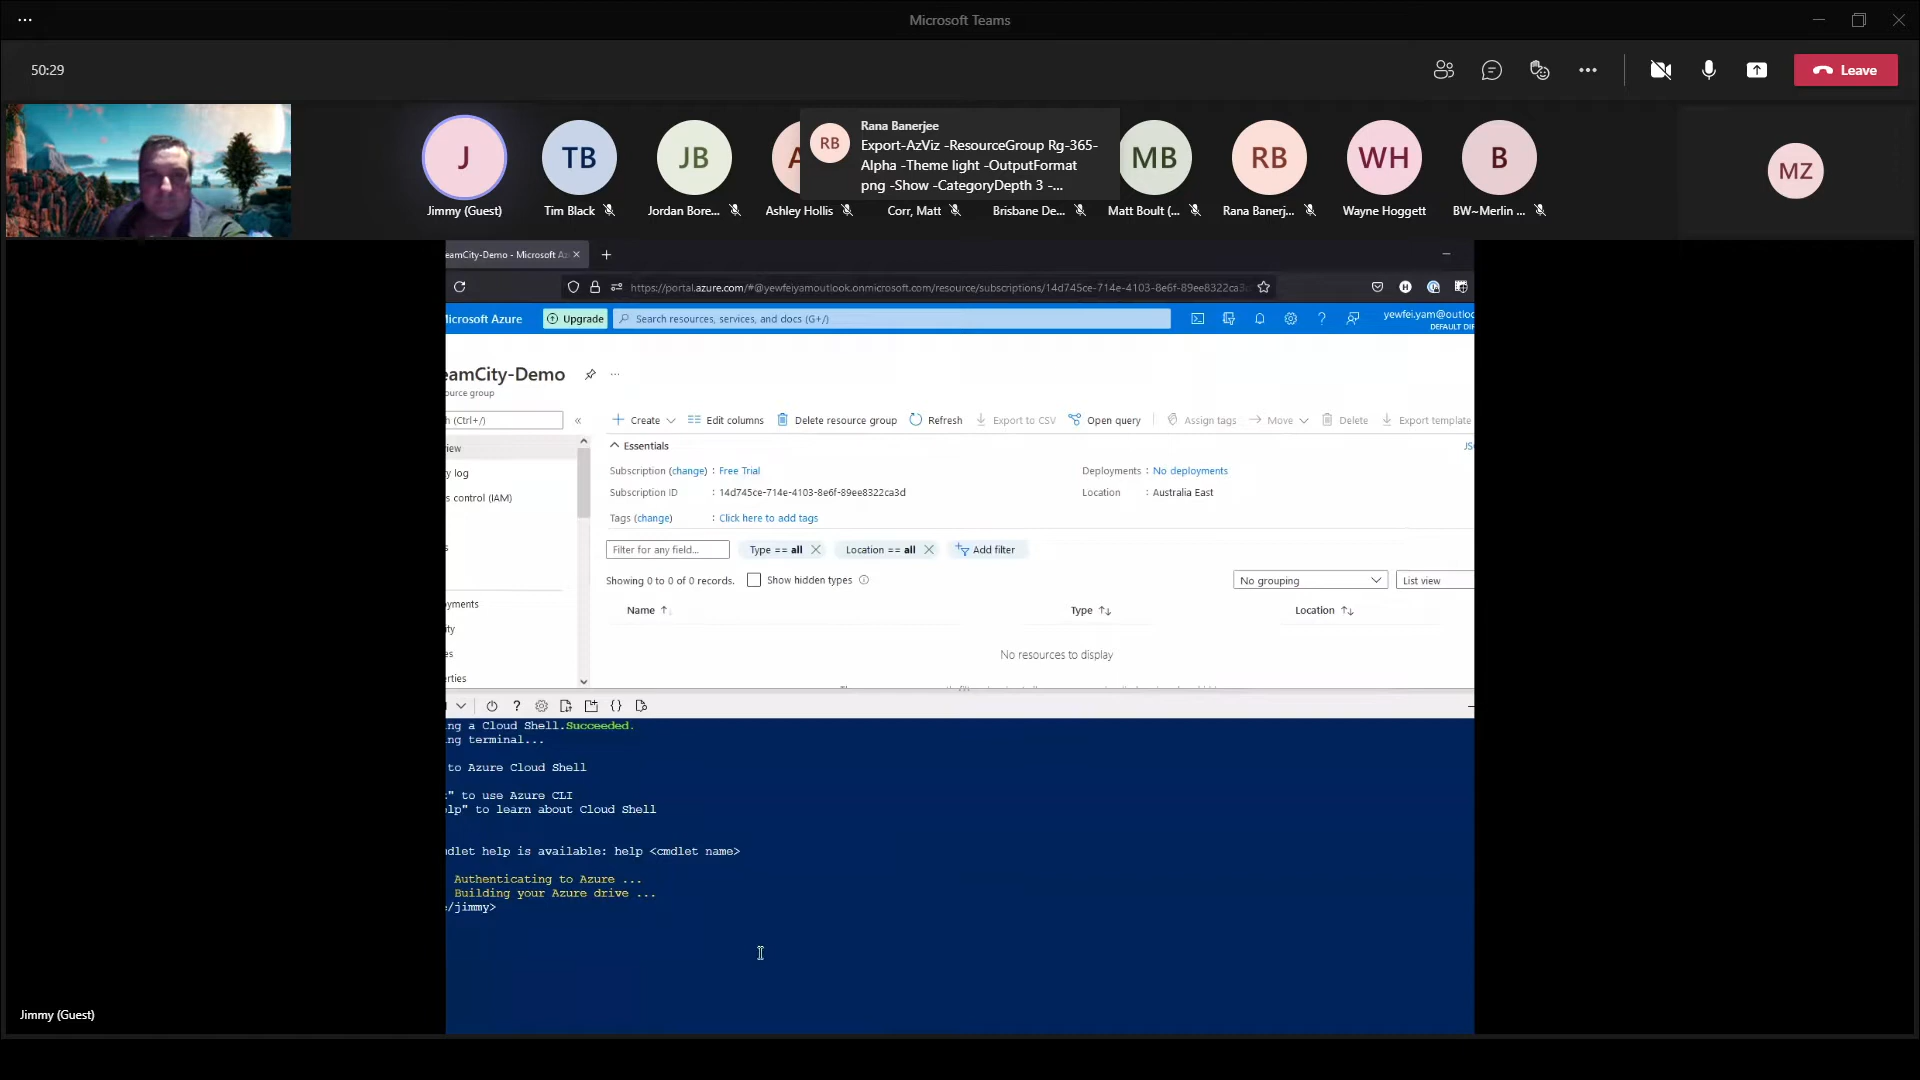 Microsoft Teams
50:29
Leave
J
TB
JB
A
RB
Rana Banerjee
Export-AzViz -ResourceGroup Rg-365-
Alpha -Theme light -OutputFormat
png -Show -CategoryDepth 3 -...
MB
RB
WH
B
MZ
Jimmy (Guest)
Tim Black
Jordan Bore...
Ashley Hollis
Corr, Matt
Brisbane De...
Matt Boult (...
Rana Banerj...
Wayne Hoggett
BW~Merlin ...
eamCity-Demo - Microsoft Az
https://portal.azure.com/#@yewfeiyamoutlook.onmicrosoft.com/resource/subscriptions/14d745ce-714e-4103-8e6f-89ee8322ca3
icrosoft Azure
Upgrade
Search resources, services, and docs (G+/)
yewfei.yam@outloo
DEFAULT DIR
eamCity-Demo
...
ource group
(Ctrl+/)
«
Create
Edit columns
Delete resource group
Refresh
Export to CSV
Open query
Assign tags
Move
Delete
Export template
iew
y log
s control (IAM)
s
yments
ity
es
erties
Essentials
JS
Subscription (change) : Free Trial
Deployments : No deployments
Subscription ID : 14d745ce-714e-4103-8e6f-89ee8322ca3d
Location : Australia East
Tags (change) : Click here to add tags
Filter for any field...
Type == all
Location == all
Add filter
Showing 0 to 0 of 0 records.
Show hidden types
No grouping
List view
Name
Type
Location
No resources to display
ng a Cloud Shell.Succeeded.
ng terminal...
to Azure Cloud Shell
" to use Azure CLI
lp" to learn about Cloud Shell
dlet help is available: help <cmdlet name>
Authenticating to Azure ...
Building your Azure drive ...
/jimmy>
Jimmy (Guest)